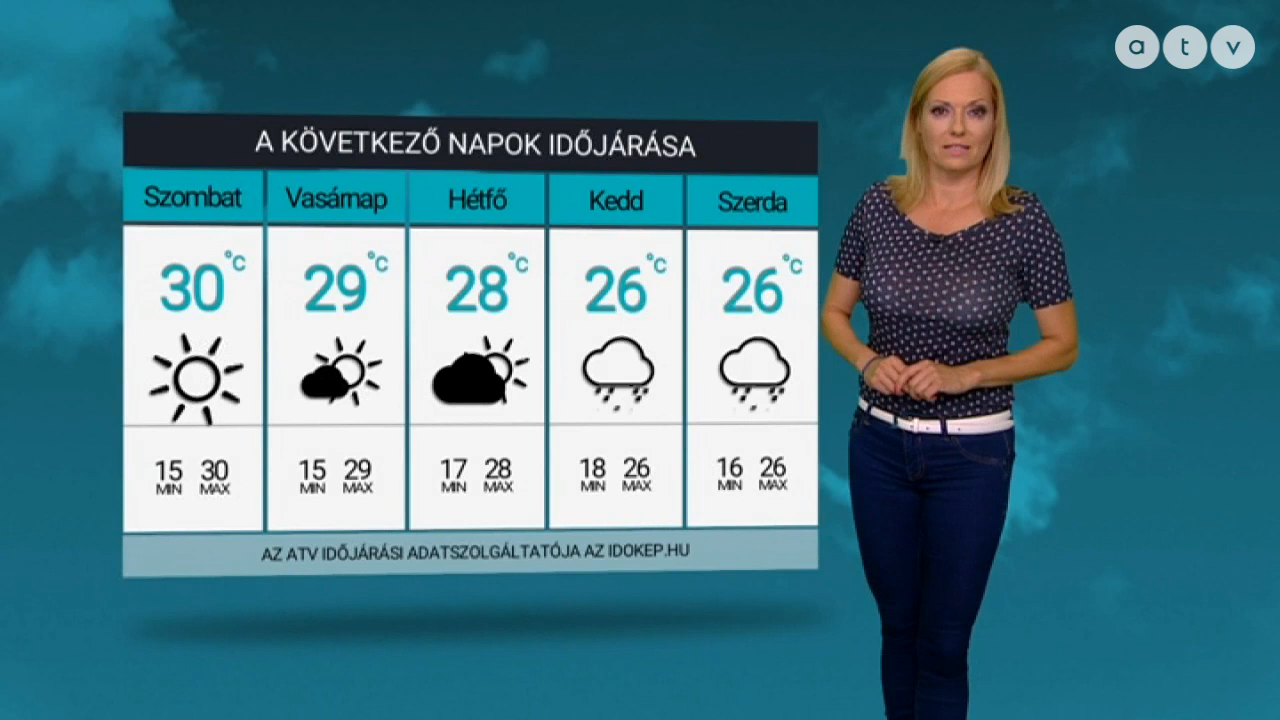 atv
A KÖVETKEZŐ NAPOK IDŐJÁRÁSA
Szombat Vasárnap Hétfő Kedd Szerda
30°C 29°C 28°C 26°C 26°C
15 30 15 29 17 28 18 26 16 26
MIN MAX MIN MAX MIN MAX MIN MAX MIN MAX
AZ ATV IDŐJÁRÁSI ADATSZOLGÁLTATÓJA AZ IDOKEP.HU